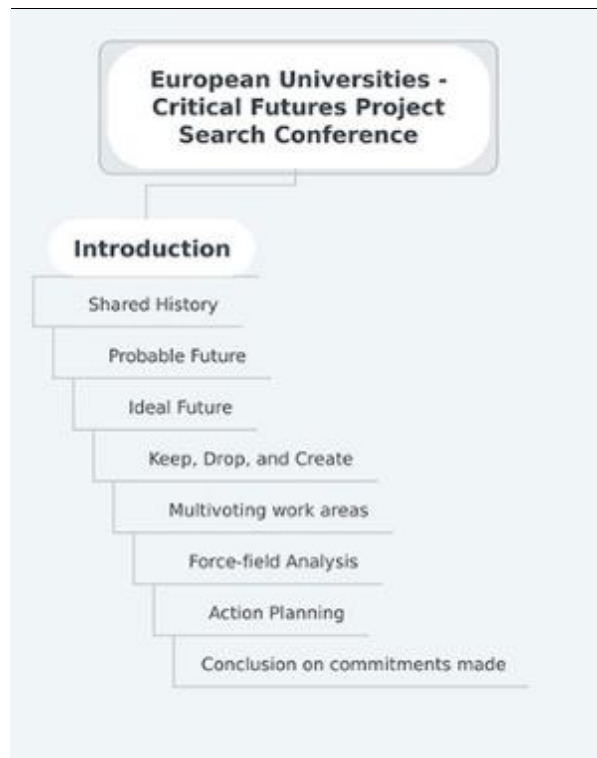 European Universities -
Critical Futures Project
Search Conference
Introduction
Shared History
Probable Future
Ideal Future
Keep, Drop, and Create
Multivoting work areas
Force-field Analysis
Action Planning
Conclusion on commitments made